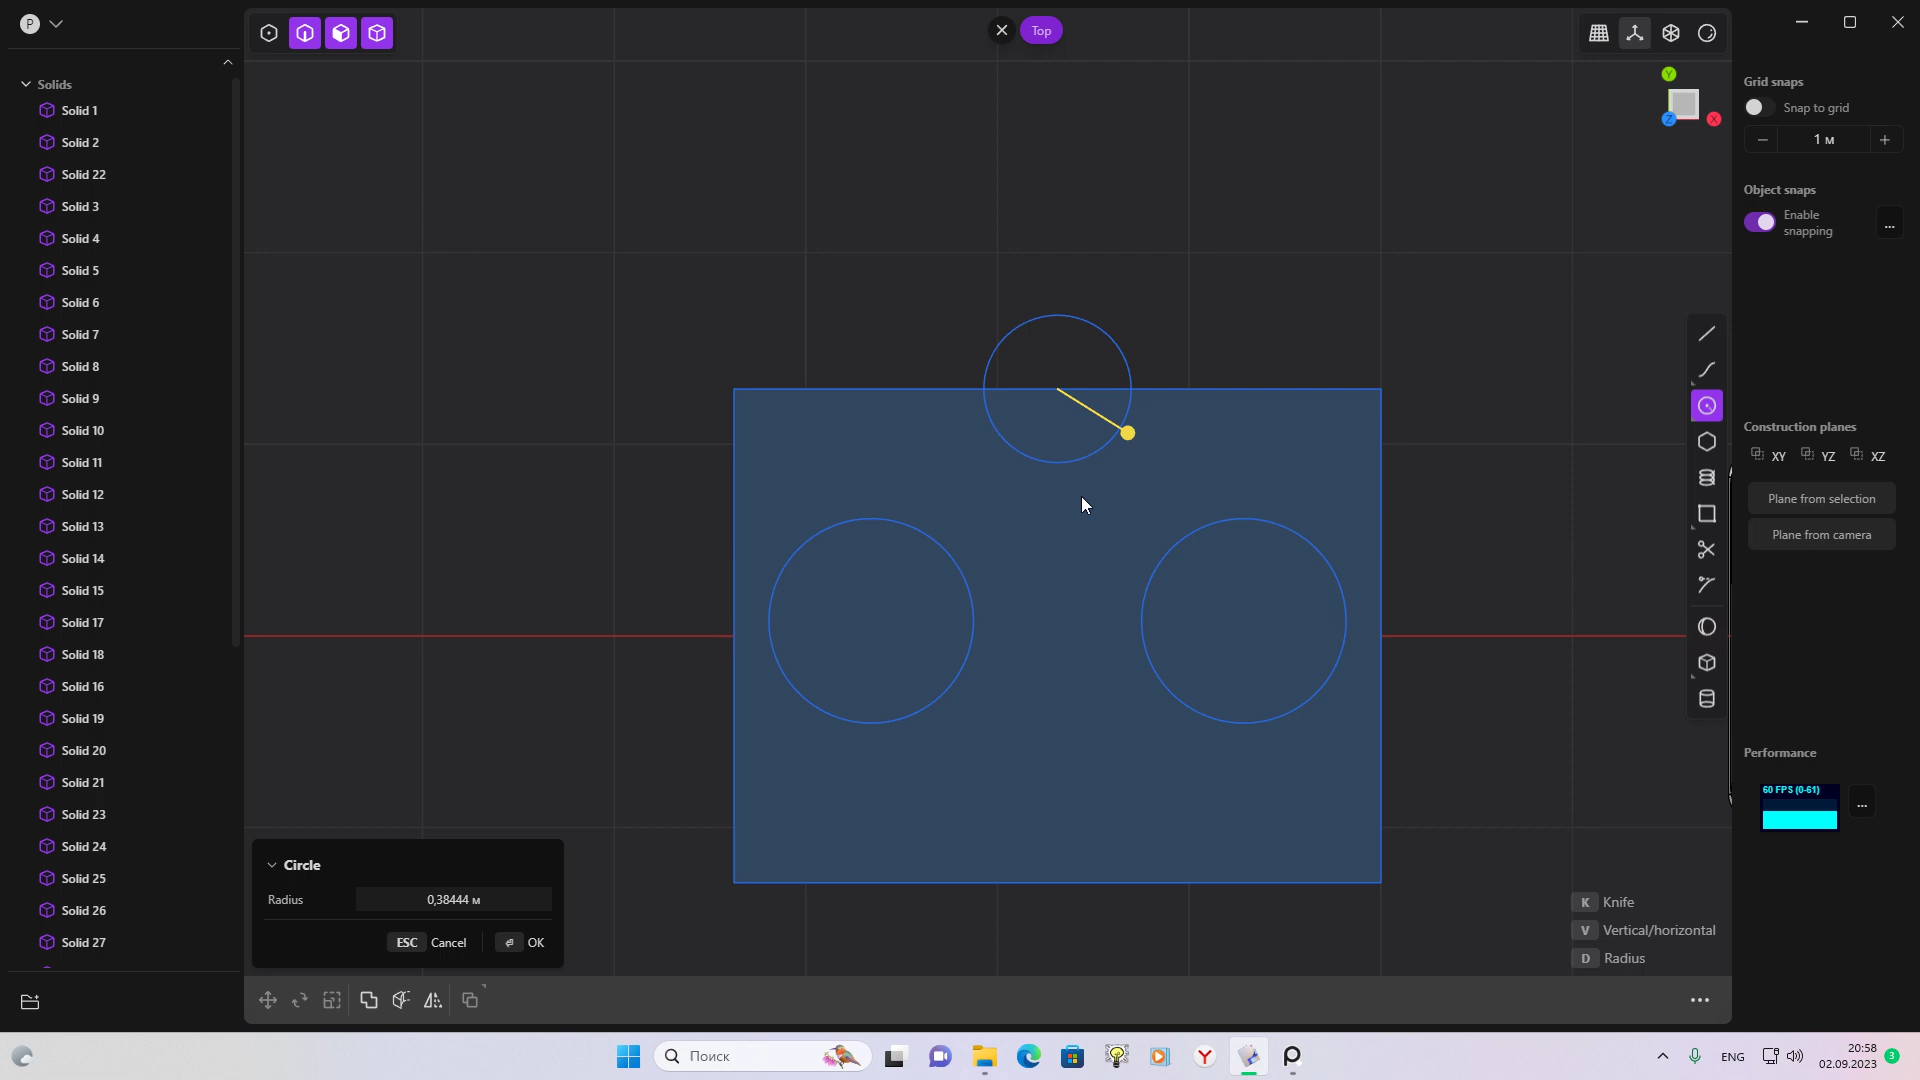 P
Solids
Solid 1
Solid 2
Solid 22
Solid 3
Solid 4
Solid 5
Solid 6
Solid 7
Solid 8
Solid 9
Solid 10
Solid 11
Solid 12
Solid 13
Solid 14
Solid 15
Solid 17
Solid 18
Solid 16
Solid 19
Solid 20
Solid 21
Solid 23
Solid 24
Solid 25
Solid 26
Solid 27
Top
Y
Z
X
Circle
Radius 0,38444 м
ESC Cancel OK
K Knife
V Vertical/horizontal
D Radius
Grid snaps
Snap to grid
1 м
Object snaps
Enable
snapping
...
Construction planes
XY YZ XZ
Plane from selection
Plane from camera
Performance
60 FPS (0-61)
...
Поиск
ENG
20:58
02.09.2023
3